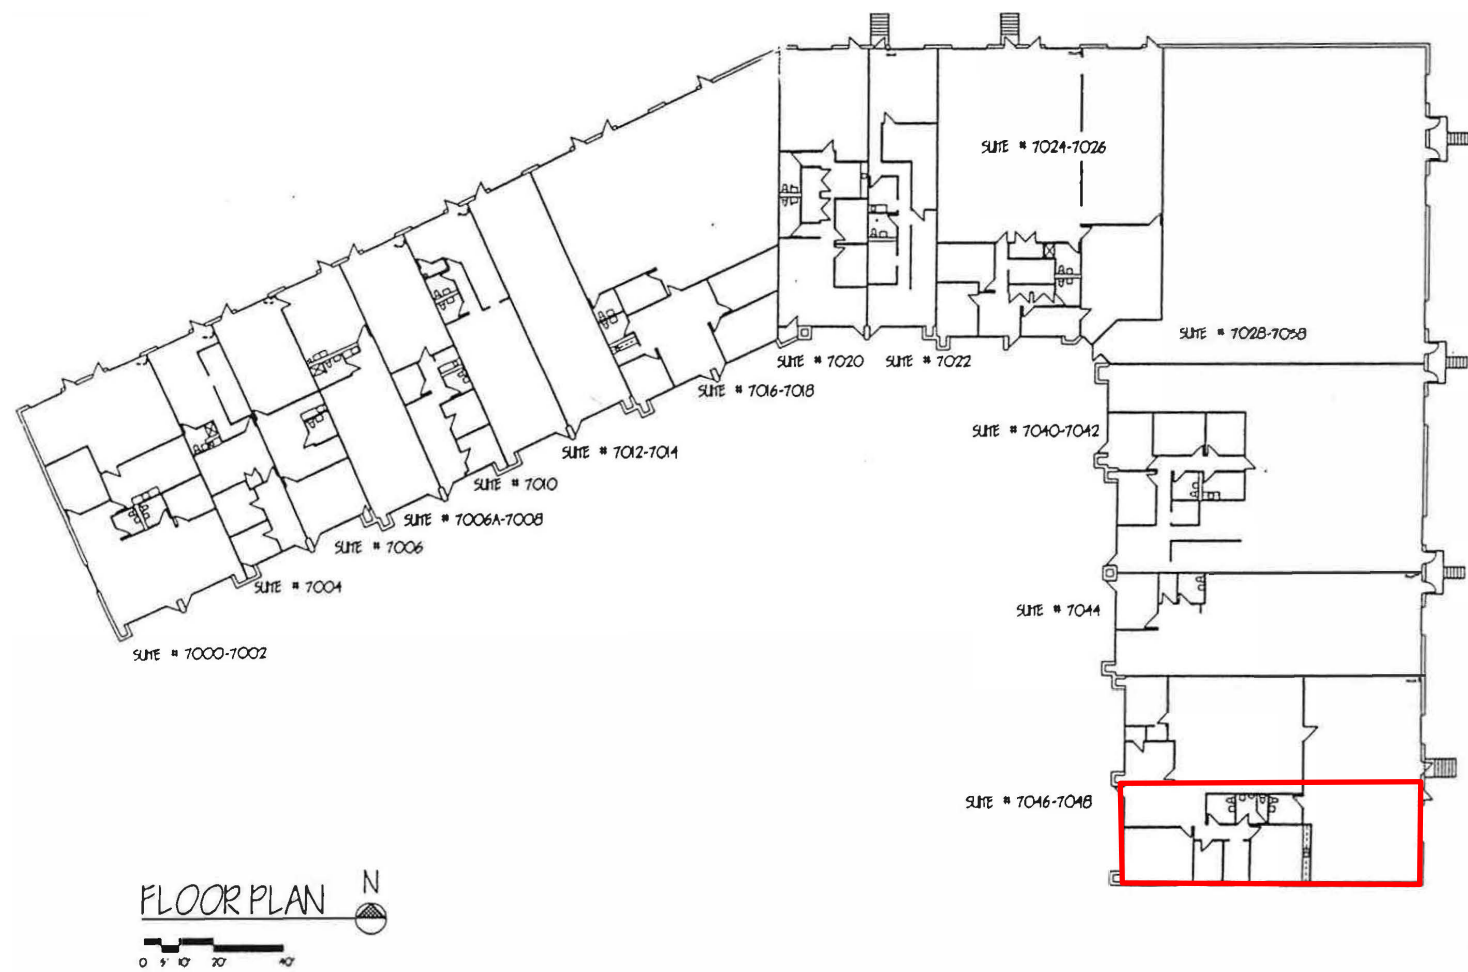 SUITE # 7024-7026
SUITE # 7028-7038
SUITE # 7020
SUITE # 7022
SUITE # 7016-7018
SUITE # 7040-7042
SUITE # 7012-7014
SUITE # 7010
SUITE # 7006A-7008
SUITE # 7006
SUITE # 7004
SUITE # 7044
SUITE # 7000-7002
SUITE # 7046-7048
FLOOR PLAN
N
0 5' 10' 20' 40'